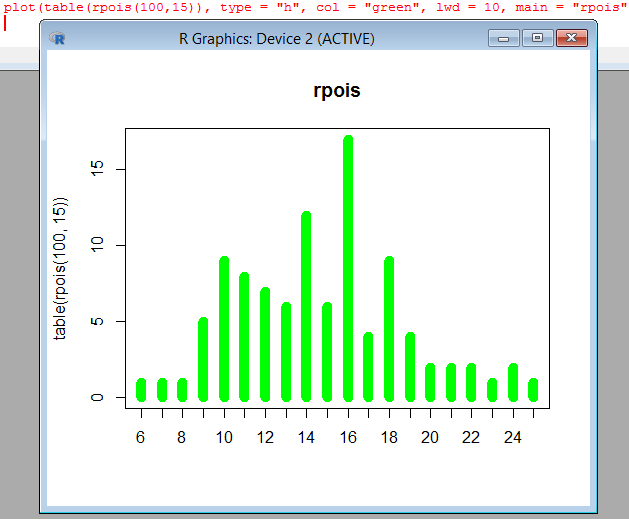 plot(table(rpois(100,15)), type = "h", col = "green", lwd = 10, main = "rpois"
R Graphics: Device 2 (ACTIVE)
rpois
table(rpois(100, 15))
15
10
5
0
6 8 10 12 14 16 18 20 22 24